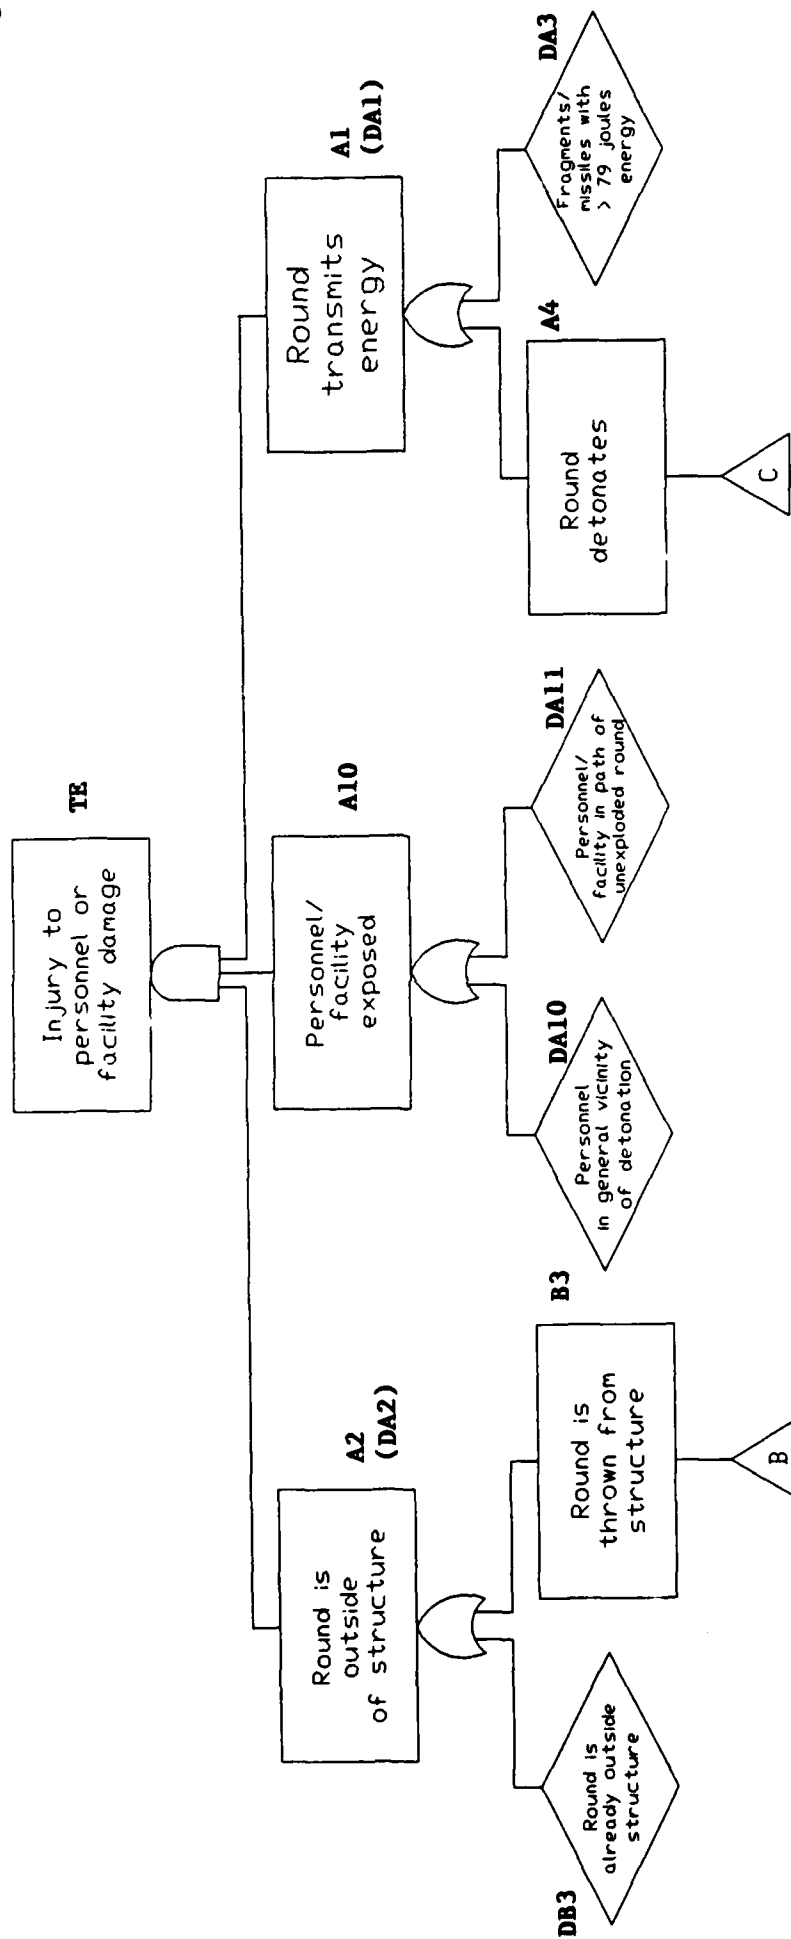 TE
Injury to
personnel or
facility damage
A2
(DA2)
Round is
outside
of structure
A10
Personnel/
facility
exposed
A1
(DA1)
Round
transmits
energy
DB3
Round is
already outside
structure
B3
Round is
thrown from
structure
B
DA10
Personnel
in general vicinity
of detonation
DA11
Personnel/
facility in path of
unexploded round
A4
Round
detonates
C
DA3
Fragments/
missiles with
> 79 joules
energy